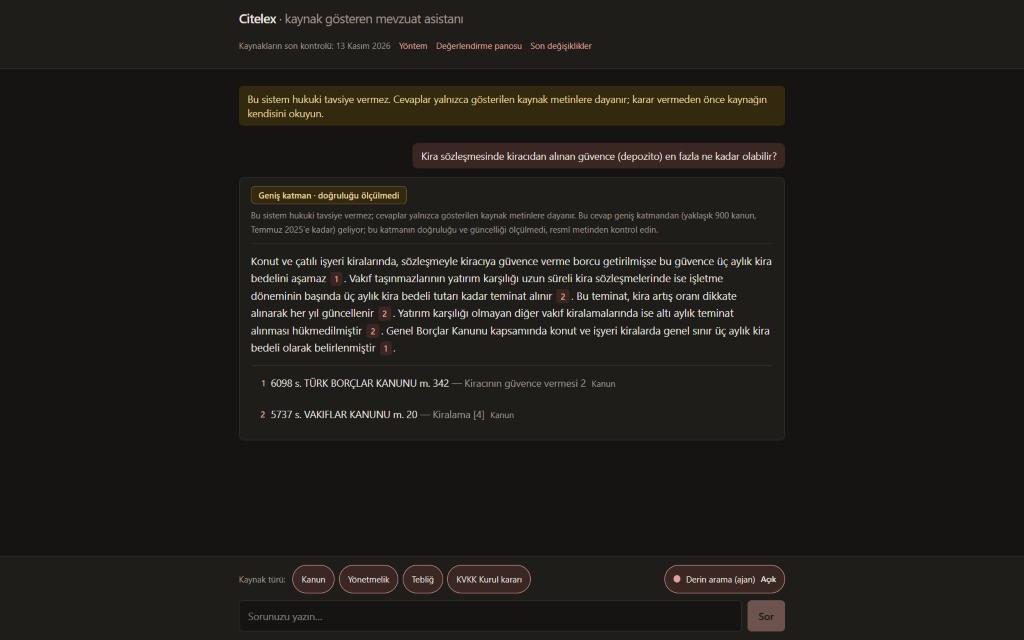 Citelex · kaynak gösteren mevzuat asistanı
Kaynakların son kontrolü: 13 Kasım 2026 Yöntem Değerlendirme panosu Son değişiklikler
Bu sistem hukuki tavsiye vermez. Cevaplar yalnızca gösterilen kaynak metinlere dayanır; karar vermeden önce kaynağın
kendisini okuyun.
Kira sözleşmesinde kiracıdan alınan güvence (depozito) en fazla ne kadar olabilir?
Geniş katman · doğruluğu ölçülmedi
Bu sistem hukuki tavsiye vermez; cevaplar yalnızca gösterilen kaynak metinlere dayanır. Bu cevap geniş katmandan (yaklaşık 900 kanun,
Temmuz 2025'e kadar) geliyor; bu katmanın doğruluğu ve güncelliği ölçülmedi, resmî metinden kontrol edin.
Konut ve çatılı işyeri kiralarında, sözleşmeyle kiracıya güvence verme borcu getirilmişse bu güvence üç aylık kira
bedelini aşamaz 1 . Vakıf taşınmazlarının yatırım karşılığı uzun süreli kira sözleşmelerinde ise işletme
döneminin başında üç aylık kira bedeli tutarı kadar teminat alınır 2 . Bu teminat, kira artış oranı dikkate
alınarak her yıl güncellenir 2 . Yatırım karşılığı olmayan diğer vakıf kiralamalarında ise altı aylık teminat
alınması hükmedilmiştir 2 . Genel Borçlar Kanunu kapsamında konut ve işyeri kiralarda genel sınır üç aylık kira
bedeli olarak belirlenmiştir 1 .
1 6098 s. TÜRK BORÇLAR KANUNU m. 342 — Kiracının güvence vermesi 2 Kanun
2 5737 s. VAKIFLAR KANUNU m. 20 — Kiralama [4] Kanun
Kaynak türü: Kanun Yönetmelik Tebliğ KVKK Kurul kararı Derin arama (ajan) Açık
Sorunuzu yazın... Sor